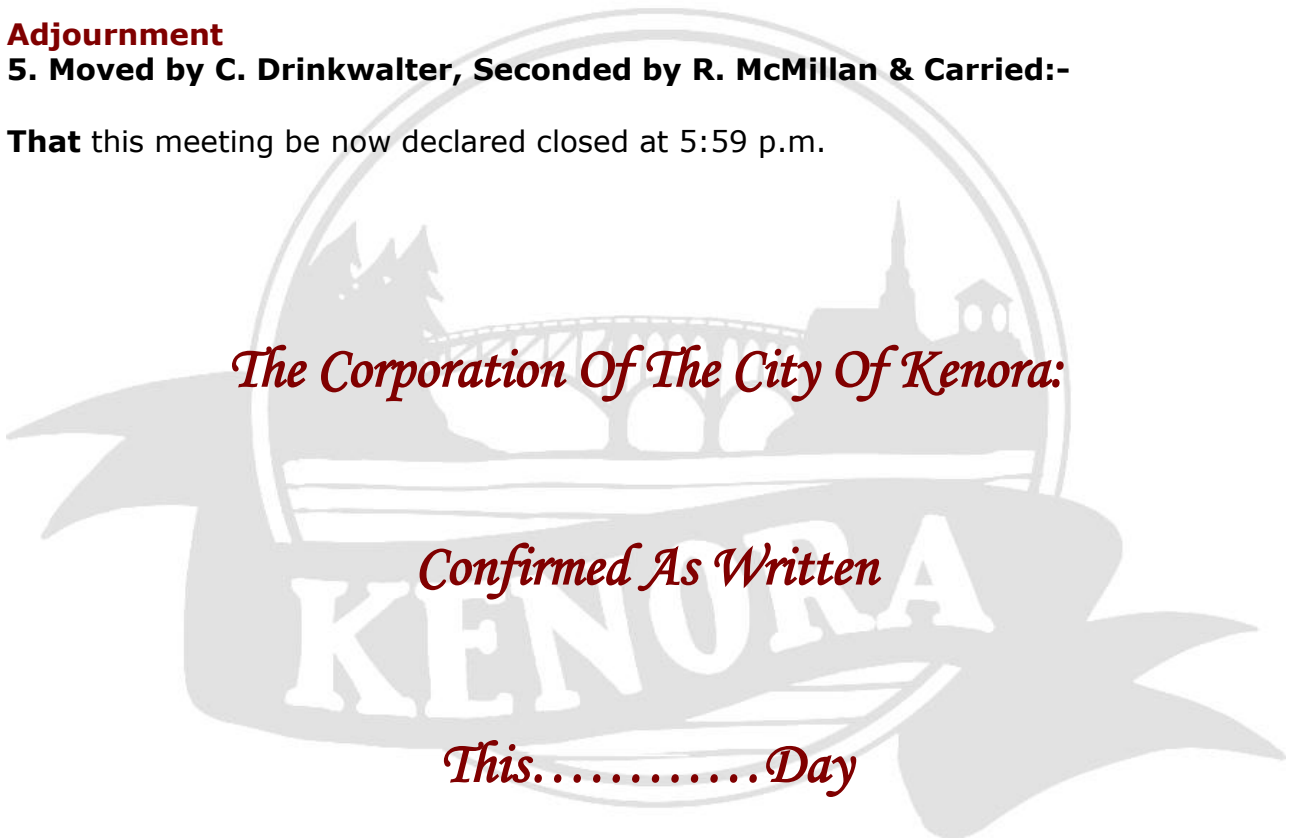 Adjournment
5. Moved by C. Drinkwalter, Seconded by R. McMillan & Carried:-
That this meeting be now declared closed at 5:59 p.m.
The Corporation Of The City Of Kenora:
Confirmed As Written
KENORA
This…………Day